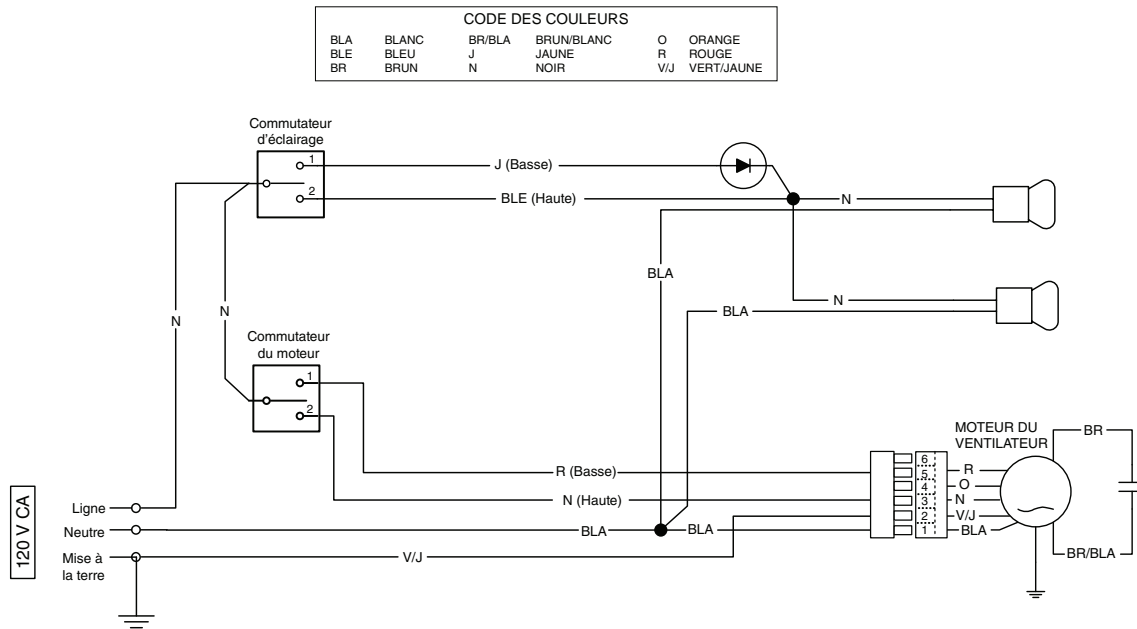 CODE DES COULEURS
BLA BLANC BR/BLA BRUN/BLANC O ORANGE
BLE BLEU J JAUNE R ROUGE
BR BRUN N NOIR V/J VERT/JAUNE
Commutateur
d'éclairage
1
J (Basse)
2
BLE (Haute)
N
BLA
N
BLA
N
N
Commutateur
du moteur
1
2
MOTEUR DU
VENTILATEUR
BR
R (Basse)
N (Haute)
6
5 R
4 O
3 N
2 V/J
1 BLA
BR/BLA
120 V CA
Ligne
Neutre
BLA
BLA
Mise à
la terre
V/J